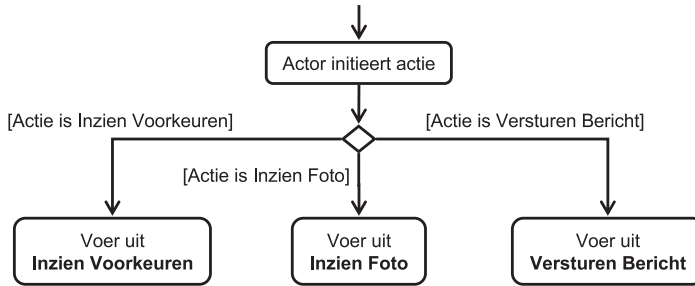 Actor initieert actie
[Actie is Inzien Voorkeuren]
[Actie is Versturen Bericht]
[Actie is Inzien Foto]
Voer uit
Inzien Voorkeuren
Voer uit
Inzien Foto
Voer uit
Versturen Bericht